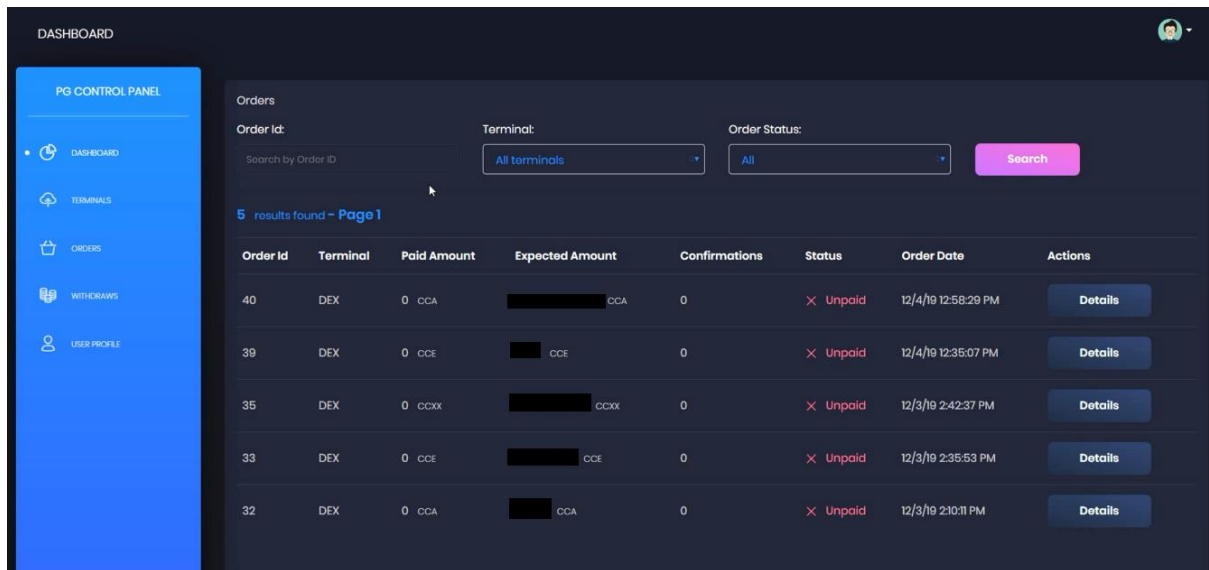 DASHBOARD
PG CONTROL PANEL
DASHBOARD
TERMINALS
ORDERS
WITHDRAWS
USER PROFILE
Orders
Order Id: Terminal: Order Status:
Search by Order ID All terminals All Search
5 results found - Page 1
Order Id Terminal Paid Amount Expected Amount Confirmations Status Order Date Actions
40 DEX 0 CCA CCA 0 Unpaid 12/4/19 12:58:29 PM Details
39 DEX 0 CCE CCE 0 Unpaid 12/4/19 12:35:07 PM Details
35 DEX 0 CCXX CCXX 0 Unpaid 12/3/19 2:42:37 PM Details
33 DEX 0 CCE CCE 0 Unpaid 12/3/19 2:35:53 PM Details
32 DEX 0 CCA CCA 0 Unpaid 12/3/19 2:10:11 PM Details